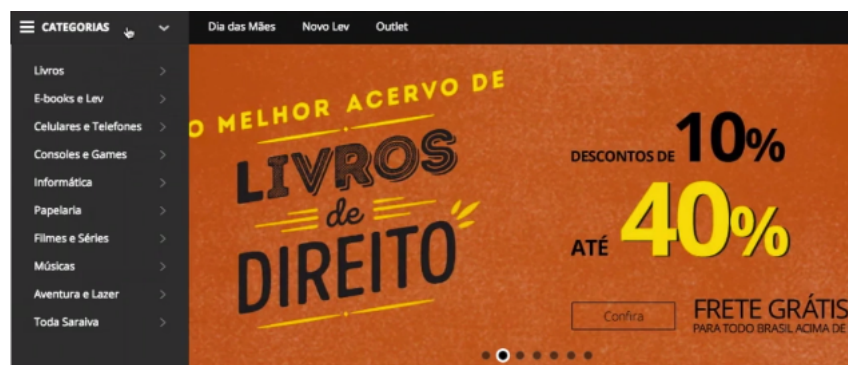 CATEGORIAS
Dia das Mães Novo Lev Outlet
Livros
E-books e Lev
Celulares e Telefones
Consoles e Games
Informática
Papelaria
Filmes e Séries
Músicas
Aventura e Lazer
Toda Saraiva
O MELHOR ACERVO DE
LIVROS
de
DIREITO
DESCONTOS DE 10%
ATÉ 40%
Confira
FRETE GRÁTIS
PARA TODO BRASIL ACIMA DE